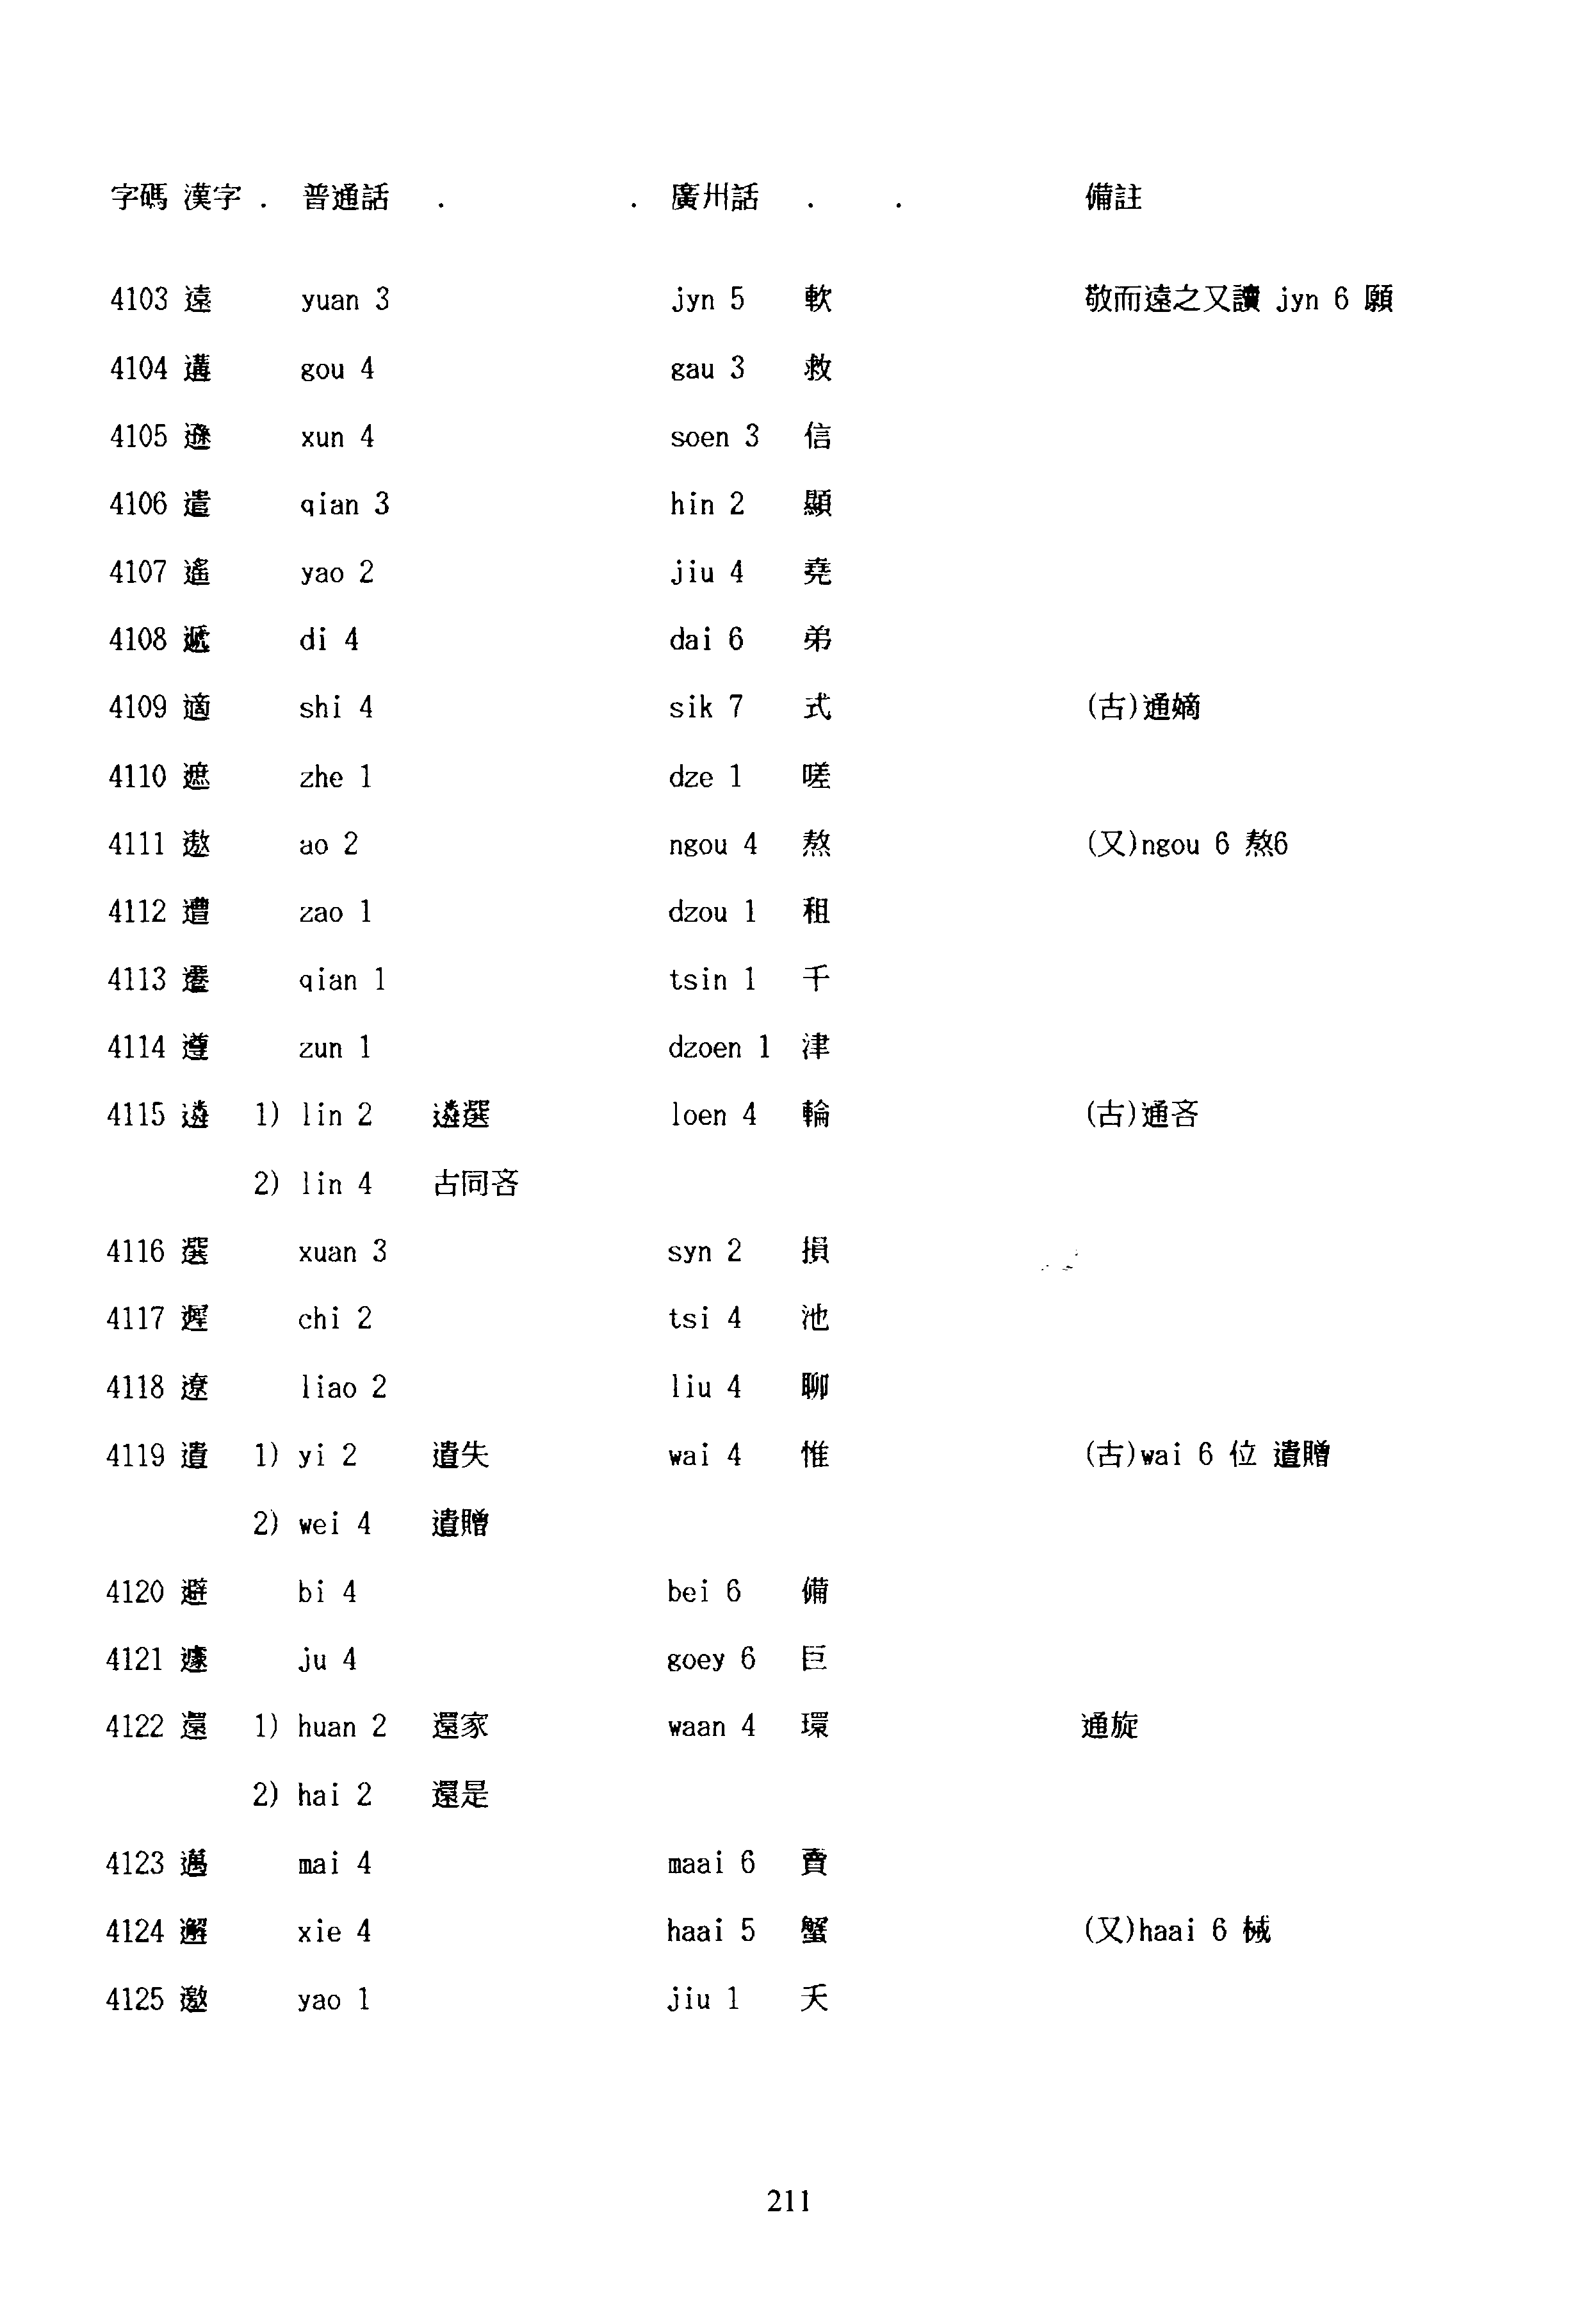 字碼 漢字 . 普通話 . . 廣州話 . . 備註
4103 遠 yuan 3 jyn 5 軟 敬而遠之又讀 jyn 6 願
4104 遘 gou 4 gau 3 救
4105 遜 xun 4 soen 3 信
4106 遣 qian 3 hin 2 顯
4107 遙 yao 2 jiu 4 堯
4108 遞 di 4 dai 6 弟
4109 適 shi 4 sik 7 式 (古)通嫡
4110 遮 zhe 1 dze 1 嗟
4111 遨 ao 2 ngou 4 熬 (又)ngou 6 熬6
4112 遭 zao 1 dzou 1 租
4113 遷 qian 1 tsin 1 千
4114 遵 zun 1 dzoen 1 津
4115 遴 1) lin 2 遴選 loen 4 輪 (古)通吝
2) lin 4 古同吝
4116 選 xuan 3 syn 2 損
4117 遲 chi 2 tsi 4 池
4118 遼 liao 2 liu 4 聊
4119 遺 1) yi 2 遺失 wai 4 惟 (古)wai 6 位 遺贈
2) wei 4 遺贈
4120 避 bi 4 bei 6 備
4121 遽 ju 4 goey 6 巨
4122 還 1) huan 2 還家 waan 4 環 通旋
2) hai 2 還是
4123 邁 mai 4 maai 6 賣
4124 邂 xie 4 haai 5 蟹 (又)haai 6 械
4125 邀 yao 1 jiu 1 夭
211